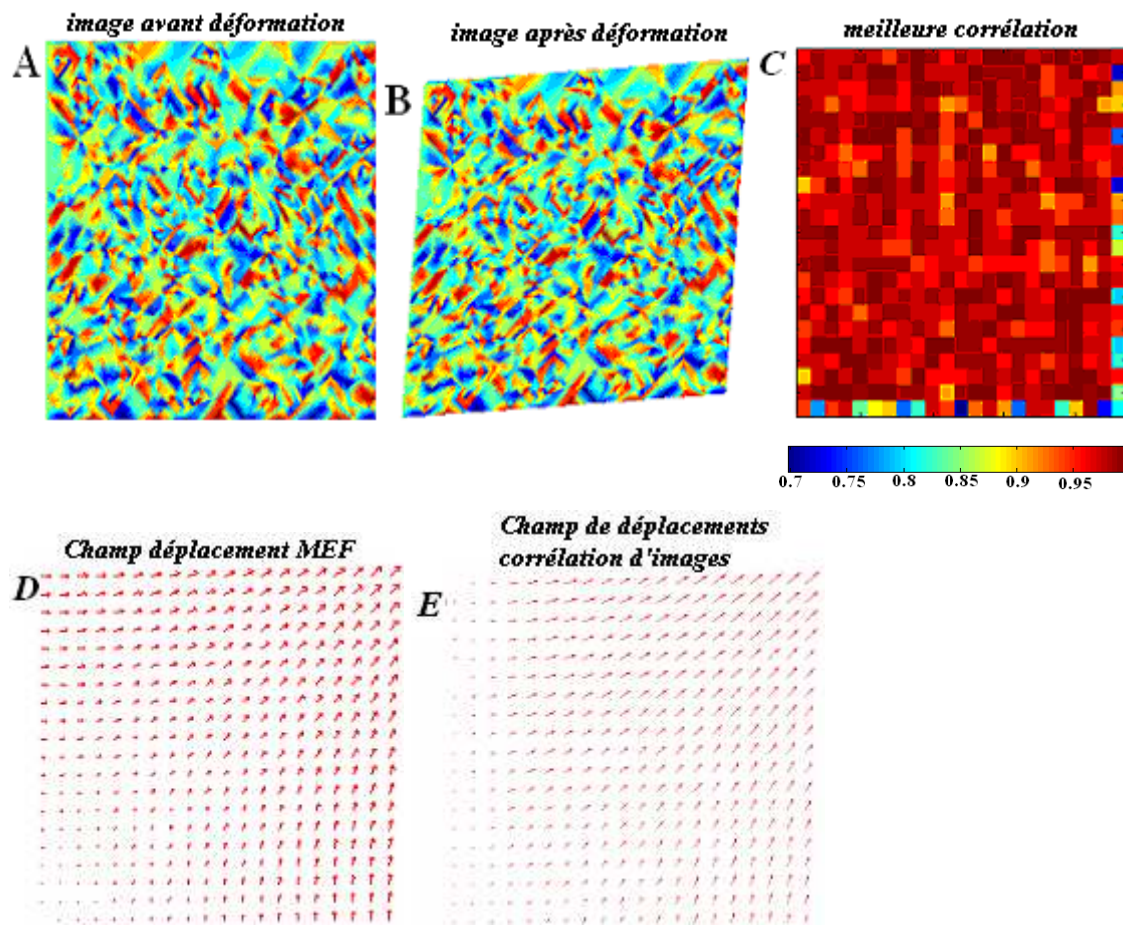 image avant déformation
A
image après déformation
B
meilleure corrélation
C
0.7 0.75 0.8 0.85 0.9 0.95
Champ déplacement MEF
D
Champ de déplacements
corrélation d'images
E